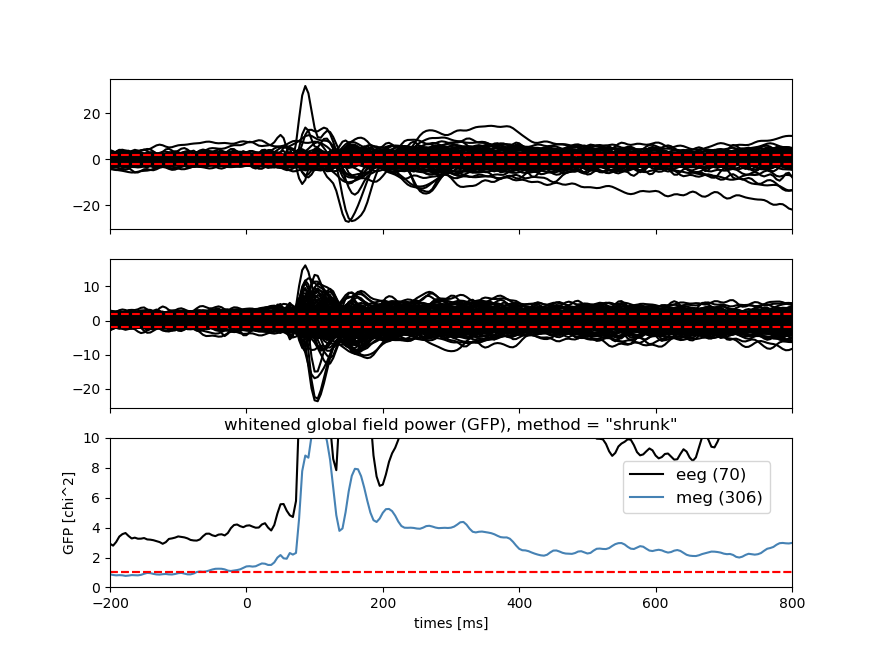 20
0
−20
10
0
−10
−20
whitened global field power (GFP), method = "shrunk"
10
8
6
4
2
0
GFP [chi^2]
eeg (70)
meg (306)
−200 0 200 400 600 800
times [ms]